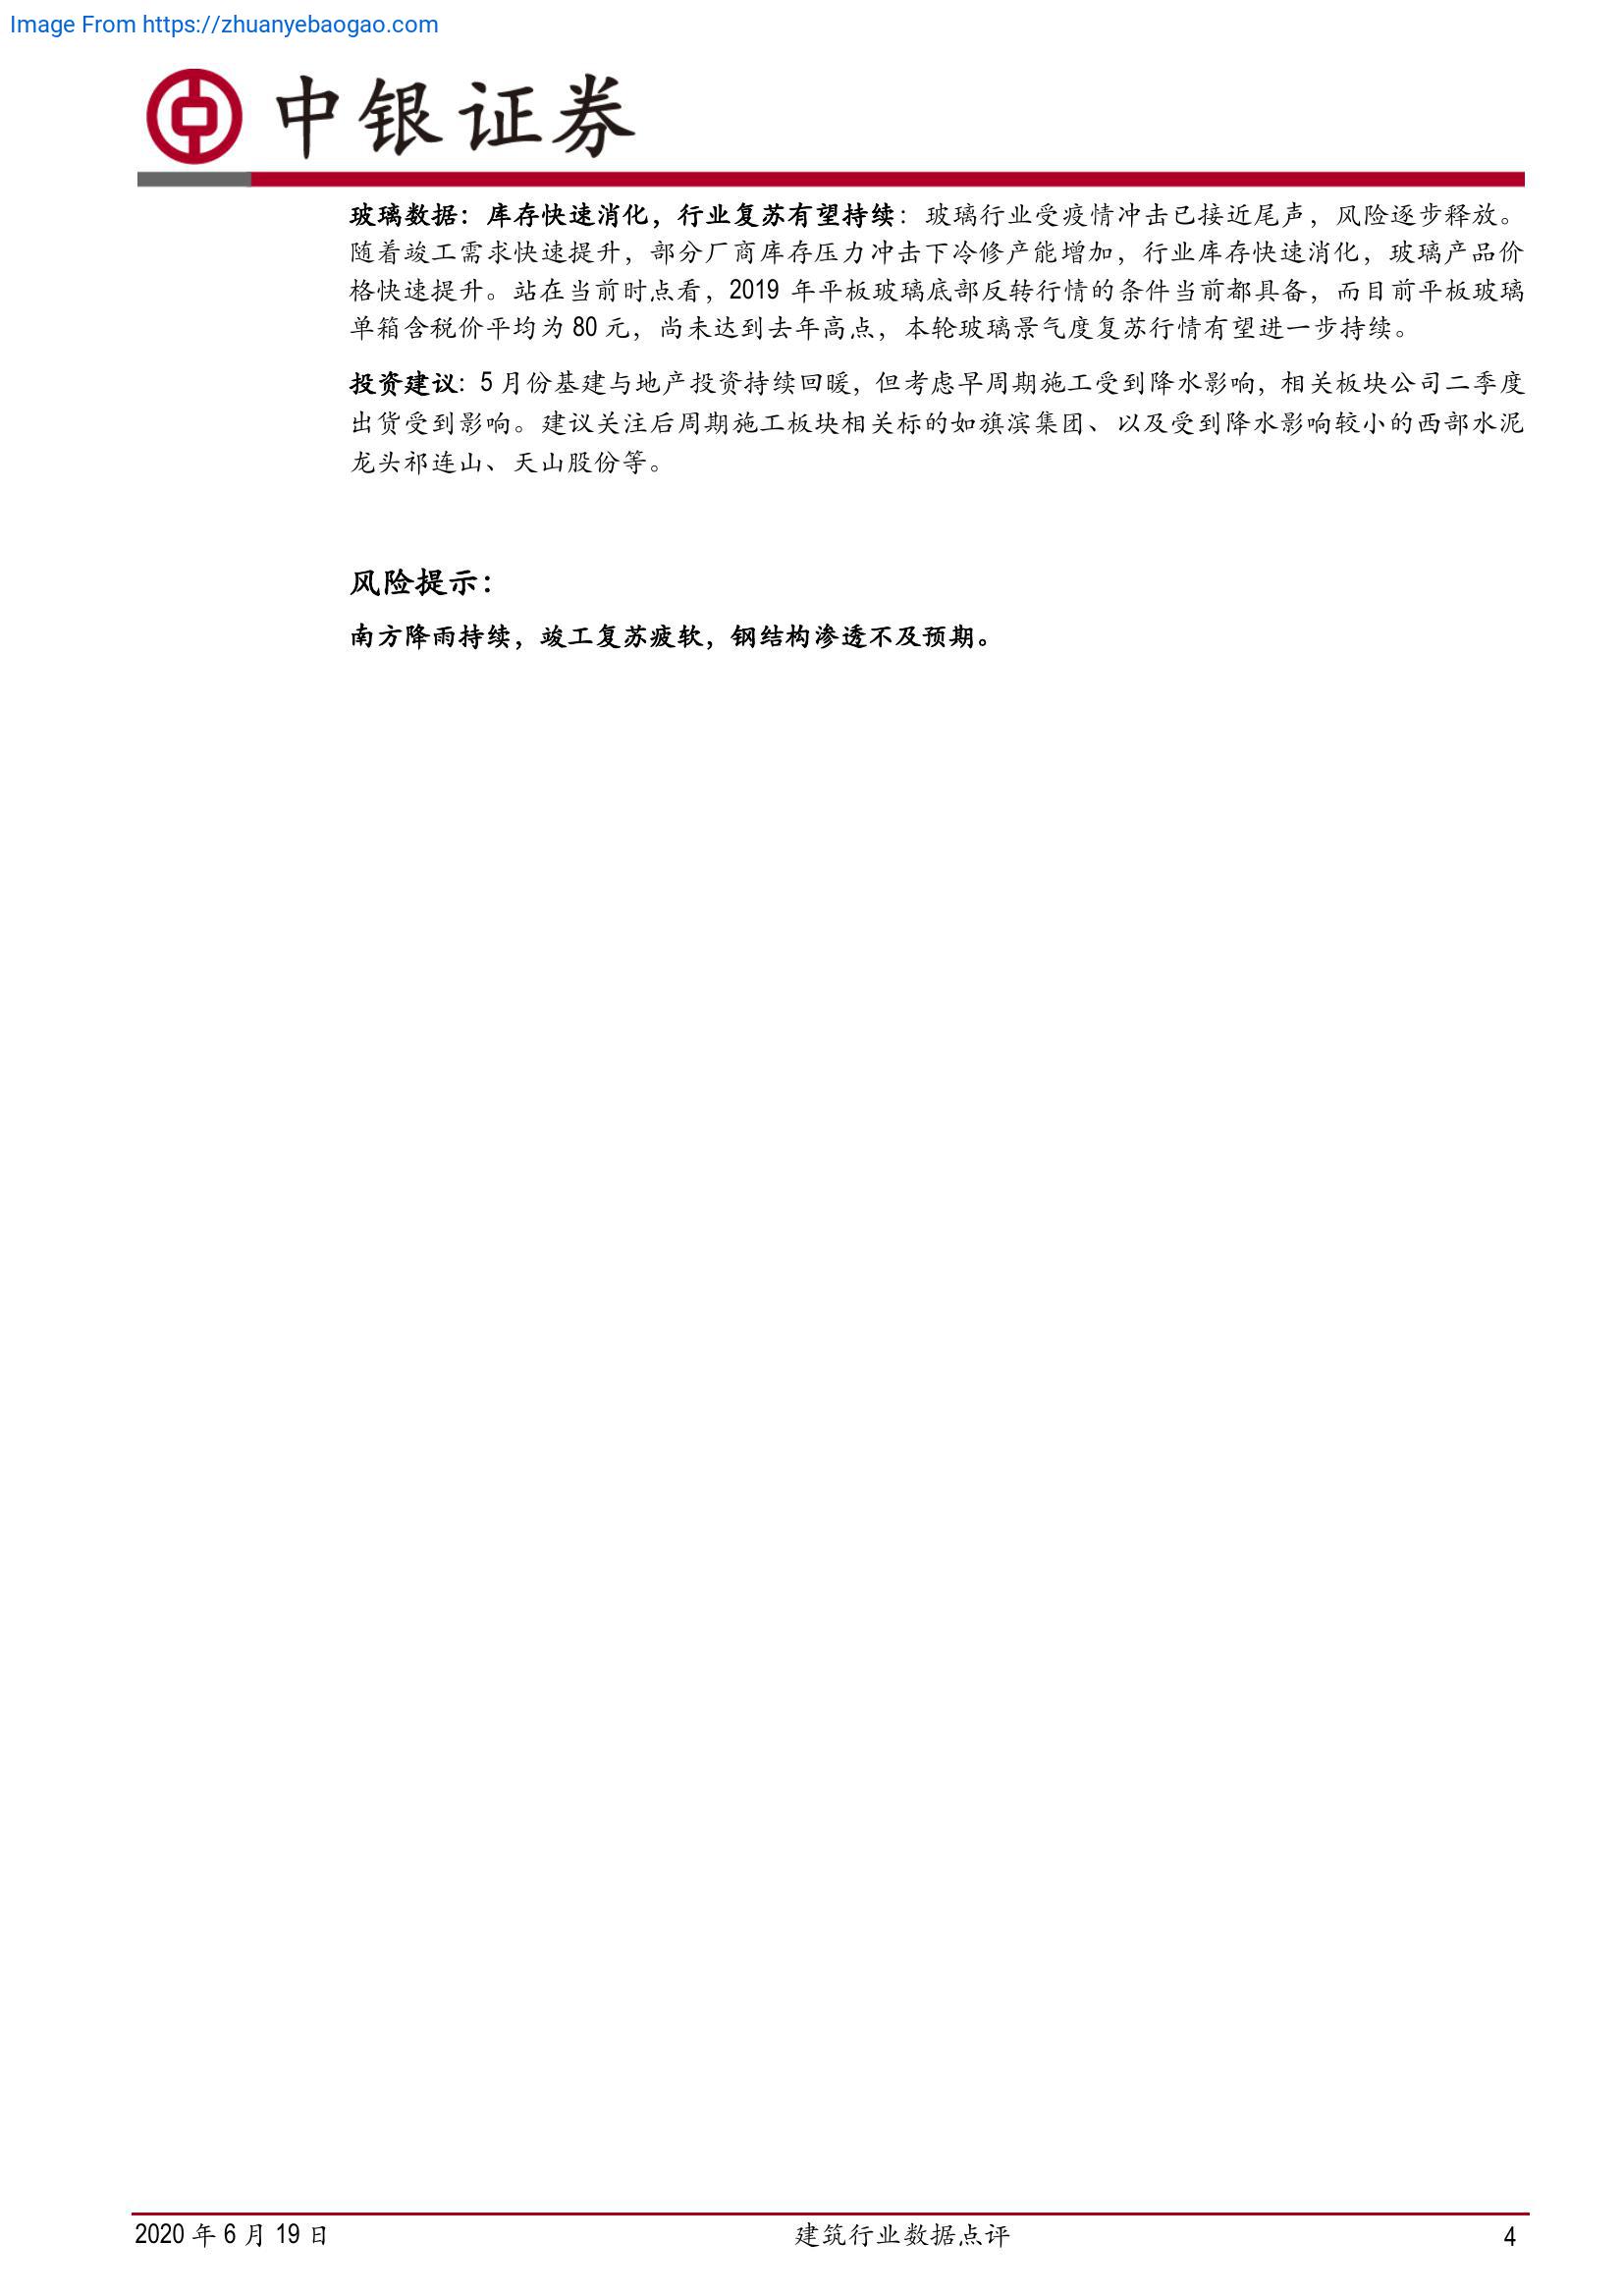 Image From https://zhuanyebaogao.com
中银证券
玻璃数据：库存快速消化，行业复苏有望持续：玻璃行业受疫情冲击已接近尾声，风险逐步释放。
随着竣工需求快速提升，部分厂商库存压力冲击下冷修产能增加，行业库存快速消化，玻璃产品价
格快速提升。站在当前时点看，2019 年平板玻璃底部反转行情的条件当前都具备，而目前平板玻璃
单箱含税价平均为 80 元，尚未达到去年高点，本轮玻璃景气度复苏行情有望进一步持续。
投资建议：5 月份基建与地产投资持续回暖，但考虑早周期施工受到降水影响，相关板块公司二季度
出货受到影响。建议关注后周期施工板块相关标的如旗滨集团、以及受到降水影响较小的西部水泥
龙头祁连山、天山股份等。
风险提示：
南方降雨持续，竣工复苏疲软，钢结构渗透不及预期。
2020 年 6 月 19 日 建筑行业数据点评 4